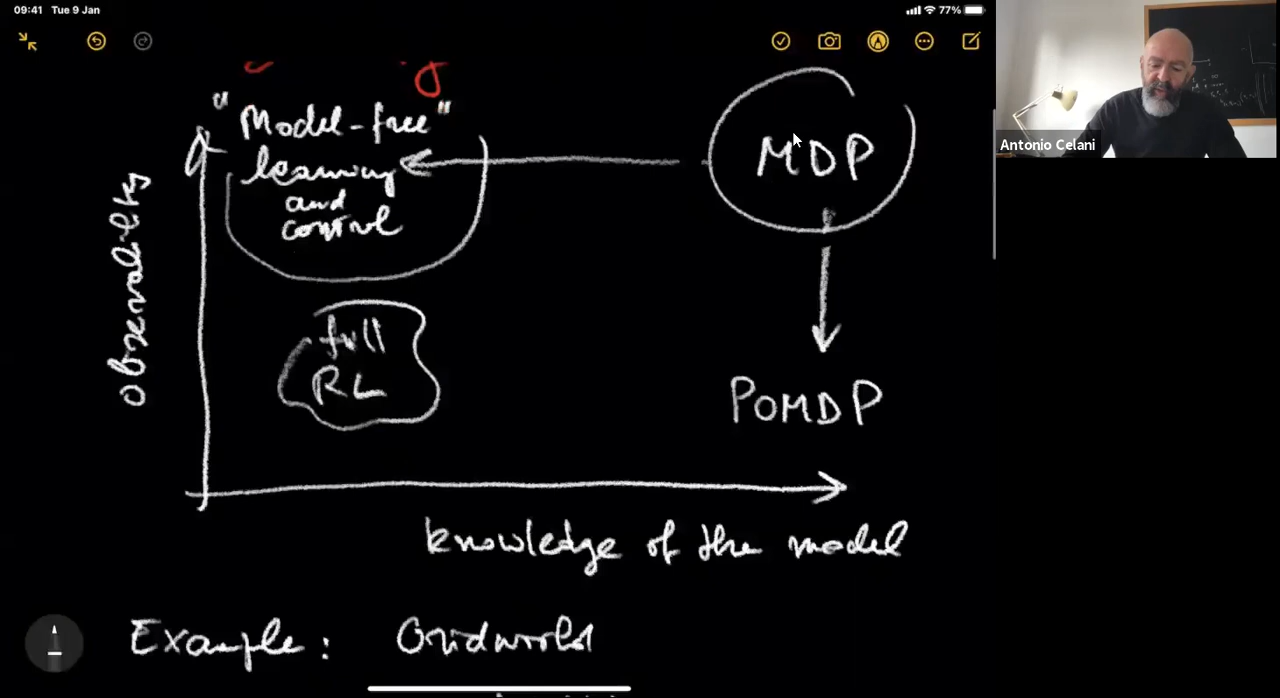 09:41 Tue 9 Jan
77%
Antonio Celani
"Model-free"
learning
and
control
MDP
observability
full
RL
POMDP
knowledge of the model
Example: Gridworld